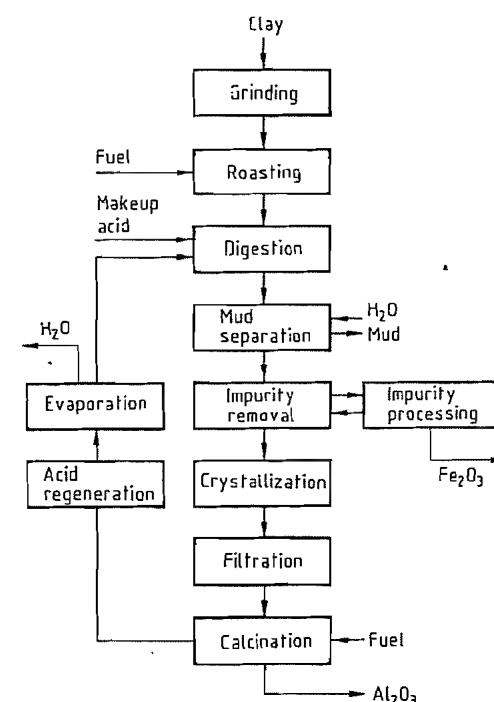 Clay
Grinding
Fuel
Roasting
Makeup
acid
Digestion
Mud
separation
H₂O
Mud
H₂O
Evaporation
Impurity
removal
Impurity
processing
Fe₂O₃
Acid
regeneration
Crystallization
Filtration
Calcination
Fuel
Al₂O₃